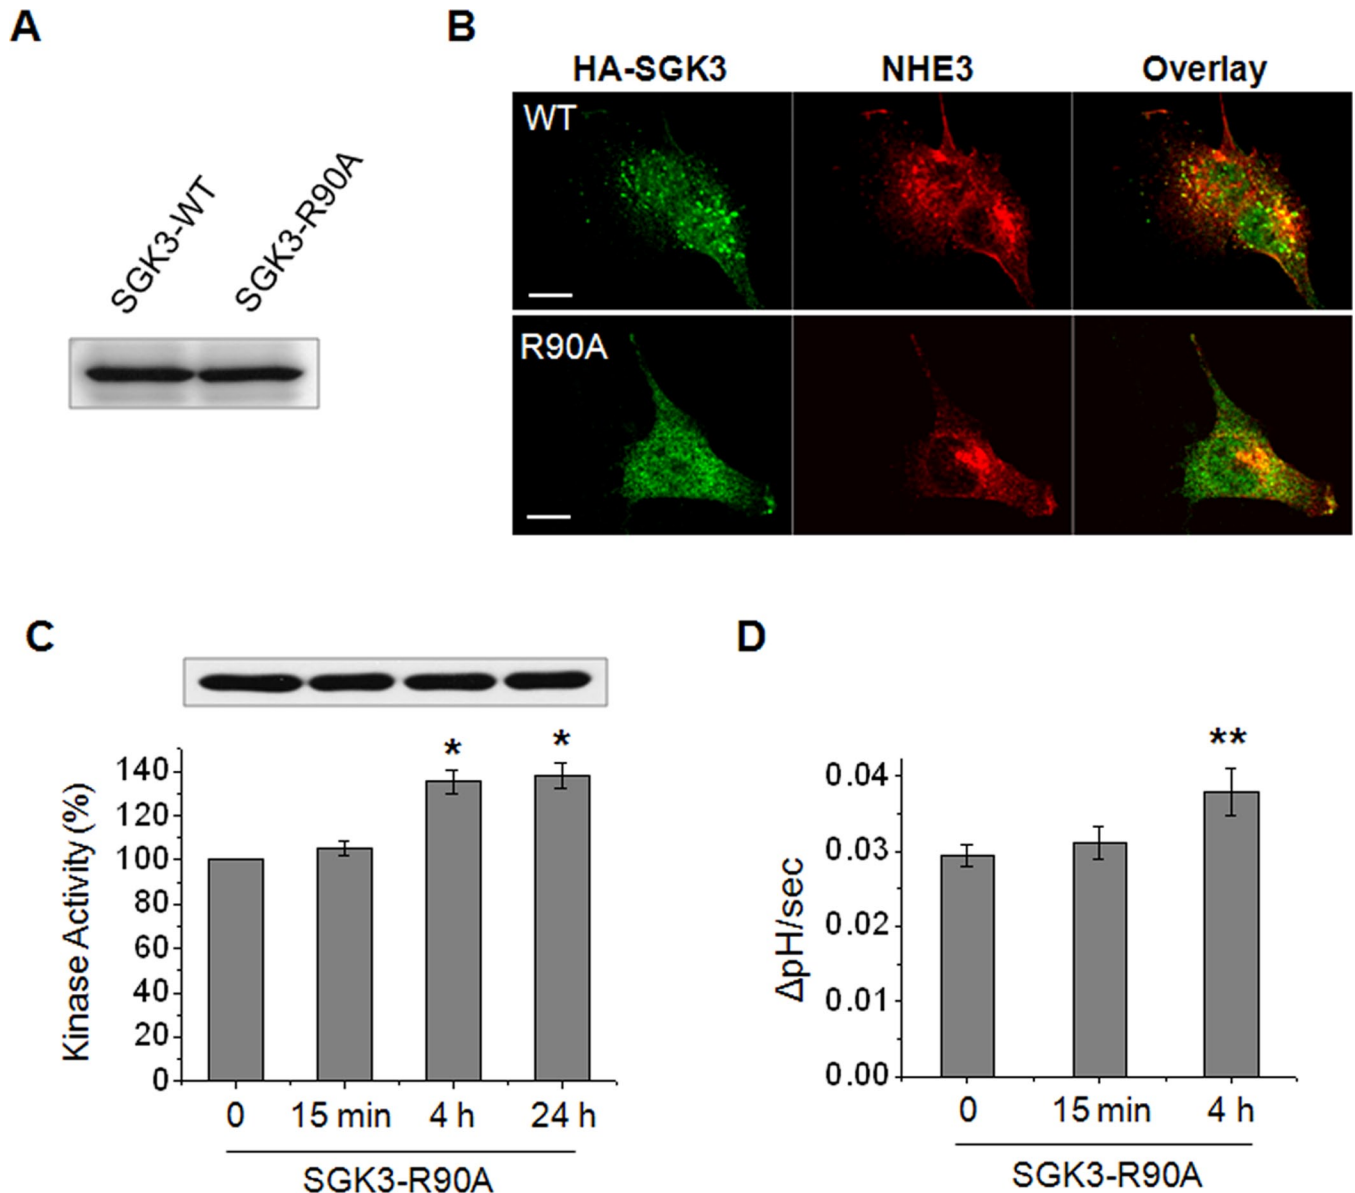 A
SGK3-WT
SGK3-R90A
B
HA-SGK3 NHE3 Overlay
WT
R90A
C
*
*
Kinase Activity (%)
140
120
100
80
60
40
20
0
0 15 min 4 h 24 h
SGK3-R90A
D
**
ΔpH/sec
0.04
0.03
0.02
0.01
0.00
0 15 min 4 h
SGK3-R90A